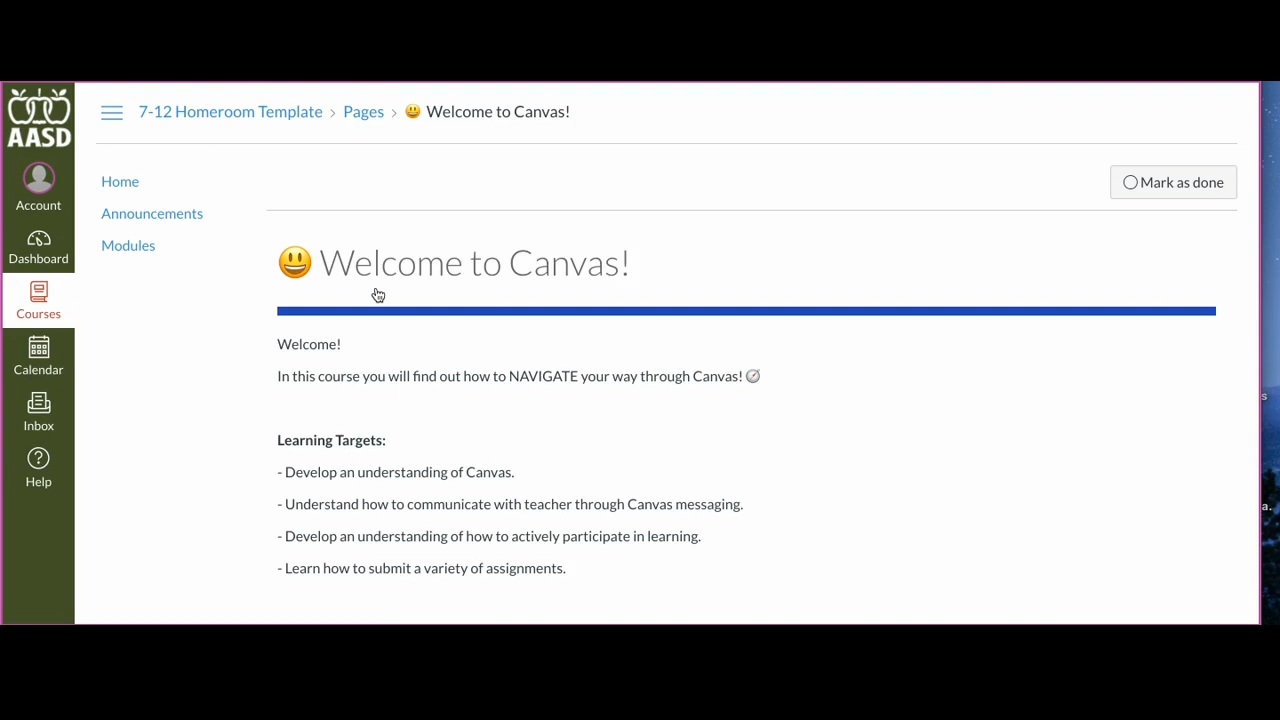 AASD
Account
Dashboard
Courses
Calendar
Inbox
Help
7-12 Homeroom Template > Pages > 😃 Welcome to Canvas!
Home
Announcements
Modules
Mark as done
😃 Welcome to Canvas!
Welcome!
In this course you will find out how to NAVIGATE your way through Canvas! 🧭
Learning Targets:
- Develop an understanding of Canvas.
- Understand how to communicate with teacher through Canvas messaging.
- Develop an understanding of how to actively participate in learning.
- Learn how to submit a variety of assignments.